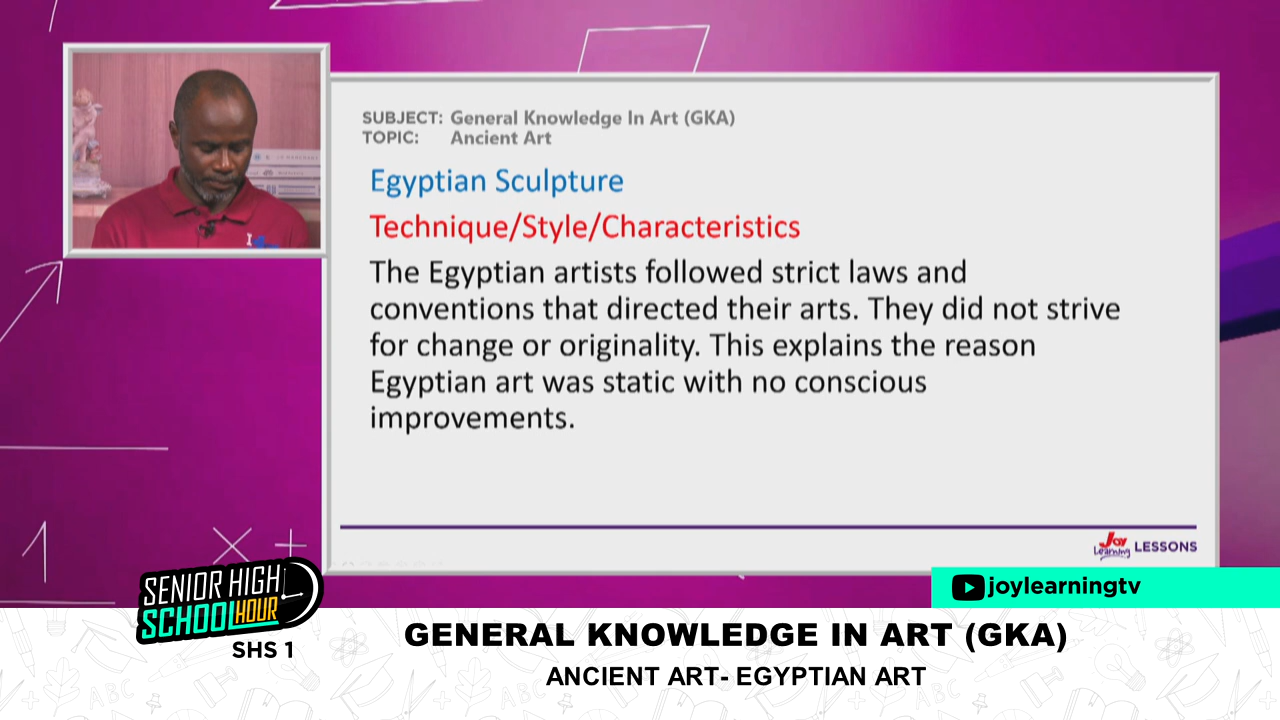 SUBJECT: General Knowledge In Art (GKA)
TOPIC: Ancient Art
Egyptian Sculpture
Technique/Style/Characteristics
The Egyptian artists followed strict laws and
conventions that directed their arts. They did not strive
for change or originality. This explains the reason
Egyptian art was static with no conscious
improvements.
Joy
Learning LESSONS
joylearningtv
SENIOR HIGH
SCHOOL HOUR
SHS 1
GENERAL KNOWLEDGE IN ART (GKA)
ANCIENT ART- EGYPTIAN ART